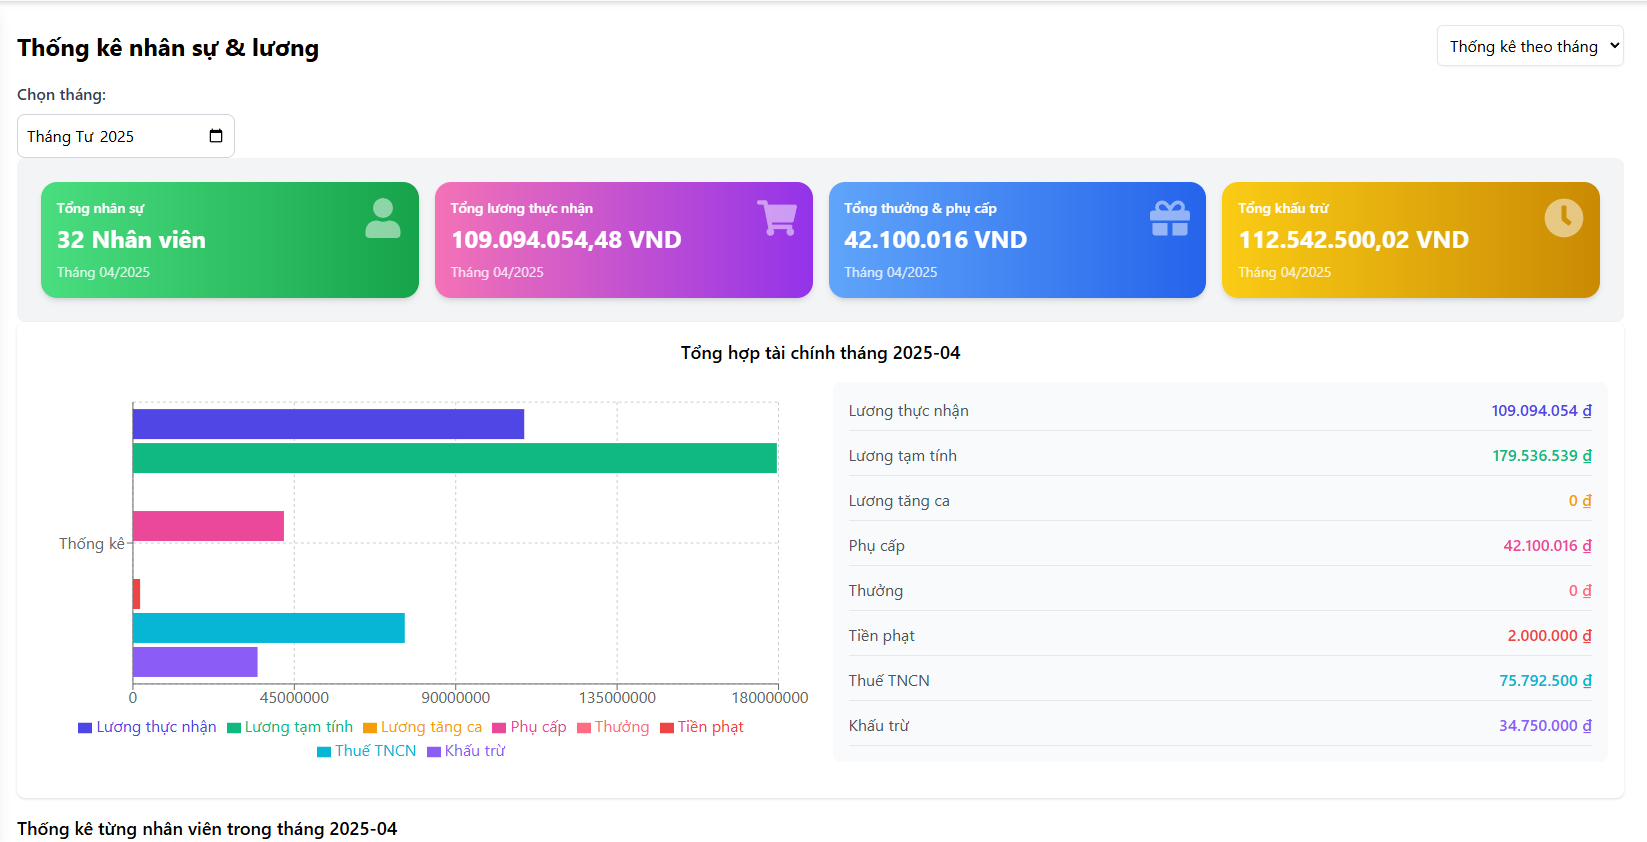 Thống kê nhân sự & lương
Thống kê theo tháng
Chọn tháng:
Tháng Tư 2025
Tổng nhân sự
32 Nhân viên
Tháng 04/2025
Tổng lương thực nhận
109.094.054,48 VND
Tháng 04/2025
Tổng thưởng & phụ cấp
42.100.016 VND
Tháng 04/2025
Tổng khấu trừ
112.542.500,02 VND
Tháng 04/2025
Tổng hợp tài chính tháng 2025-04
Thống kê
0 45000000 90000000 135000000 180000000
Lương thực nhận Lương tạm tính Lương tăng ca Phụ cấp Thưởng Tiền phạt
Thuế TNCN Khấu trừ
Lương thực nhận 109.094.054 ₫
Lương tạm tính 179.536.539 ₫
Lương tăng ca 0 ₫
Phụ cấp 42.100.016 ₫
Thưởng 0 ₫
Tiền phạt 2.000.000 ₫
Thuế TNCN 75.792.500 ₫
Khấu trừ 34.750.000 ₫
Thống kê từng nhân viên trong tháng 2025-04